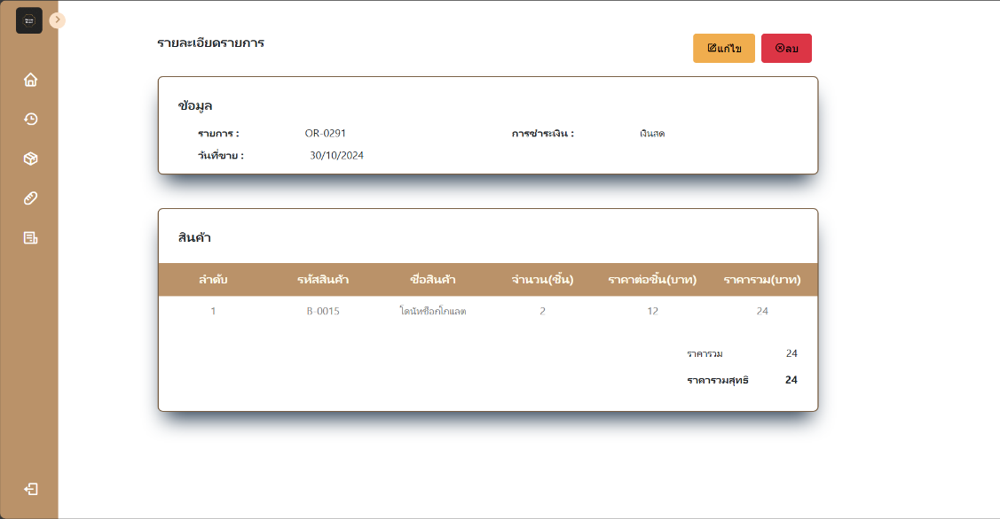 รายละเอียดรายการ
แก้ไข
ลบ
ข้อมูล
รายการ : OR-0291 การชำระเงิน : เงินสด
วันที่ขาย : 30/10/2024
สินค้า
ลำดับ รหัสสินค้า ชื่อสินค้า จำนวน(ชิ้น) ราคาต่อชิ้น(บาท) ราคารวม(บาท)
1 B-0015 โดนัทช็อกโกแลต 2 12 24
ราคารวม 24
ราคารวมสุทธิ 24